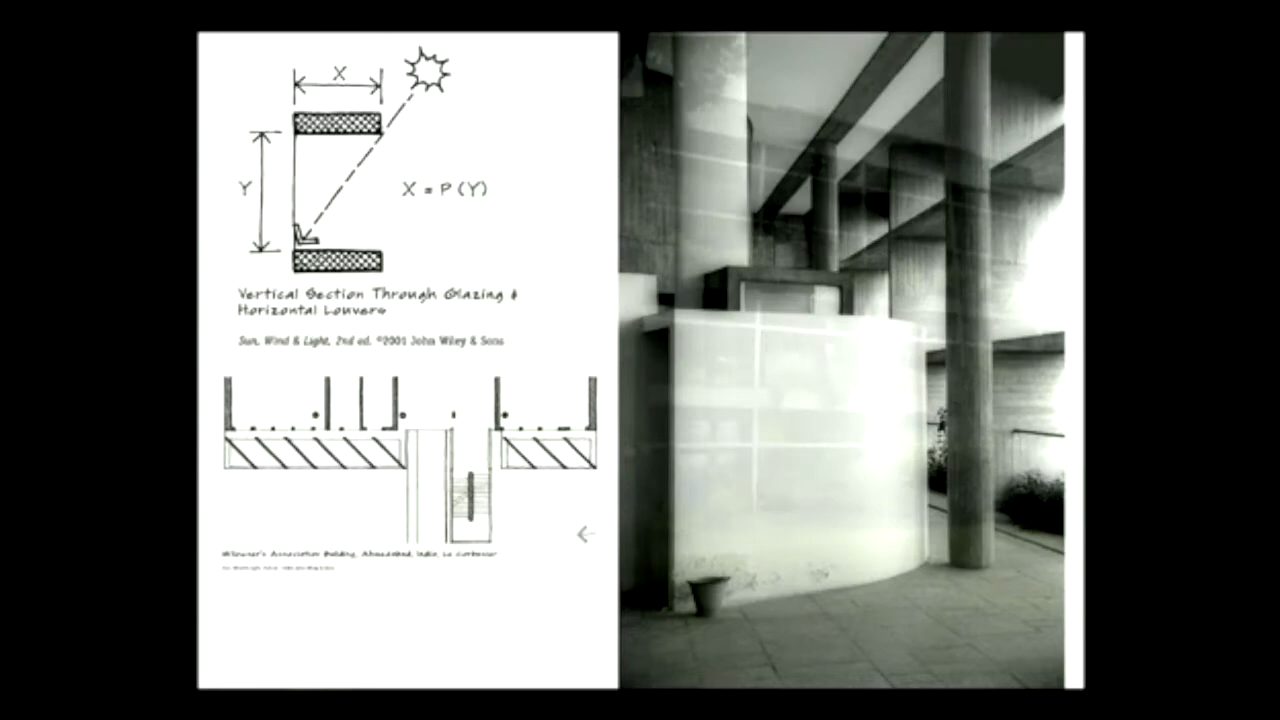 X
Y
X = P (Y)
Vertical Section Through Glazing &
Horizontal Louvers
Sun, Wind & Light, 2nd ed. ©2001 John Wiley & Sons
Millowner's Association Building, Ahmedabad, India, Le Corbusier